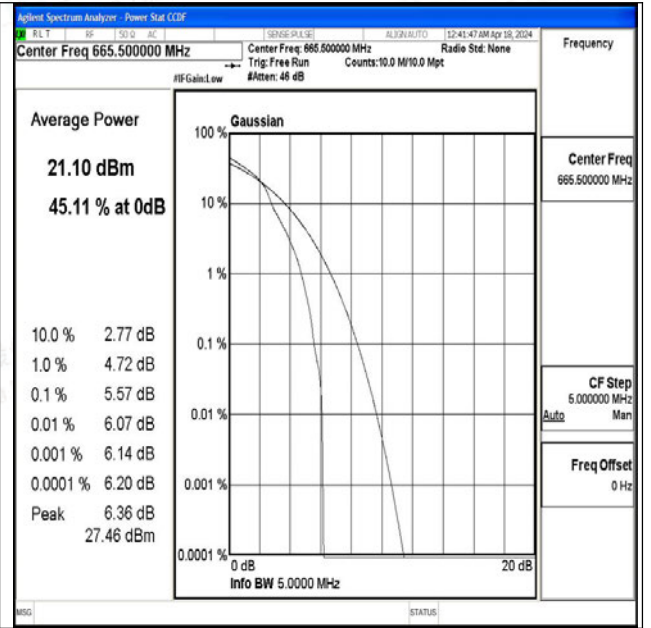 Agilent Spectrum Analyzer - Power Stat CCDF
RL T RF 50 Ω AC SENSE:PULSE ALIGN AUTO 12:41:47 AM Apr 18, 2024
Center Freq 665.500000 MHz
Center Freq: 665.500000 MHz Radio Std: None
Trig: Free Run Counts:10.0 M/10.0 Mpt
#IFGain:Low #Atten: 46 dB
Frequency
Average Power
21.10 dBm
45.11 % at 0dB
10.0 % 2.77 dB
1.0 % 4.72 dB
0.1 % 5.57 dB
0.01 % 6.07 dB
0.001 % 6.14 dB
0.0001 % 6.20 dB
Peak 6.36 dB
27.46 dBm
Gaussian
100 %
10 %
1 %
0.1 %
0.01 %
0.001 %
0.0001 %
0 dB 20 dB
Info BW 5.0000 MHz
Center Freq
665.500000 MHz
CF Step
5.000000 MHz
Auto Man
Freq Offset
0 Hz
MSG STATUS